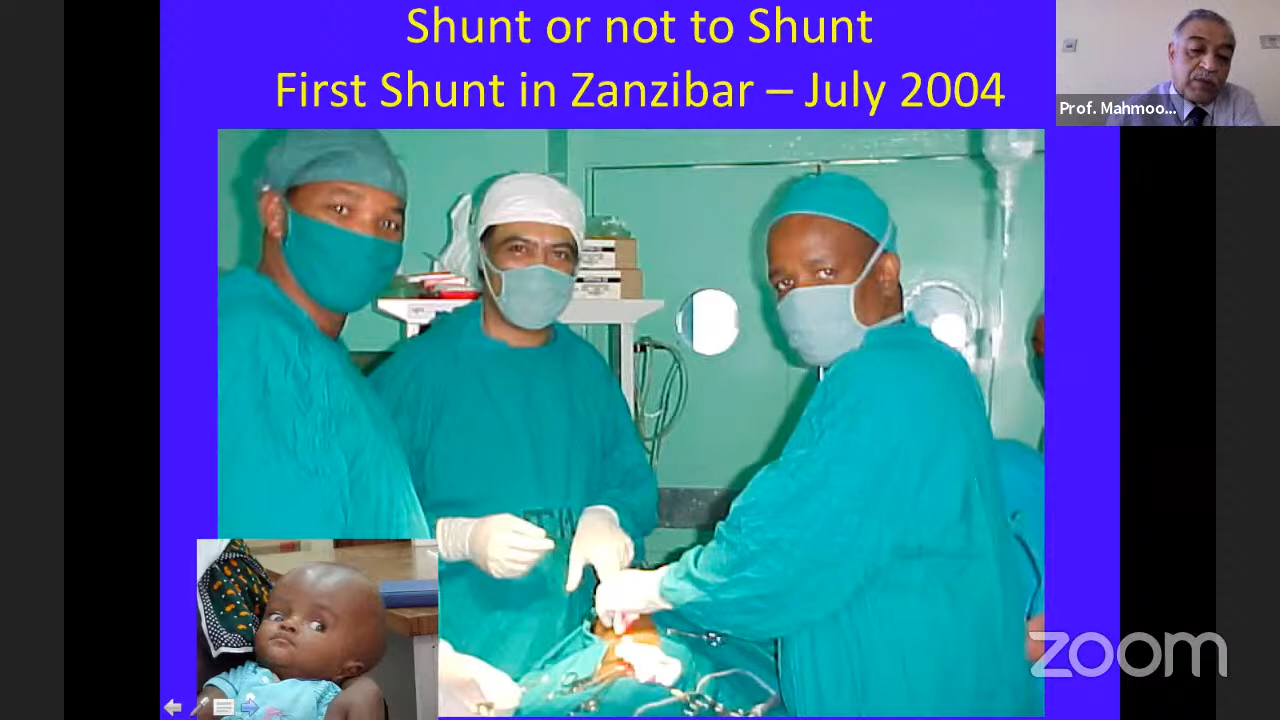 Shunt or not to Shunt
First Shunt in Zanzibar – July 2004
Prof. Mahmoo...
zoom